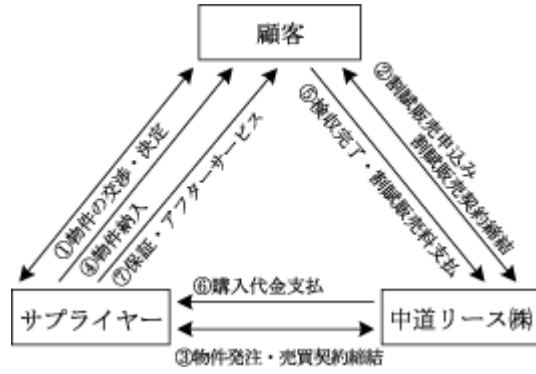 顧客
①物件の交渉・決定
④物件納入
⑦保証・アフターサービス
②割賦販売申込み
割賦販売契約締結
⑤検収完了・割賦販売料支払
サプライヤー
⑥購入代金支払
中道リース㈱
③物件発注・売買契約締結